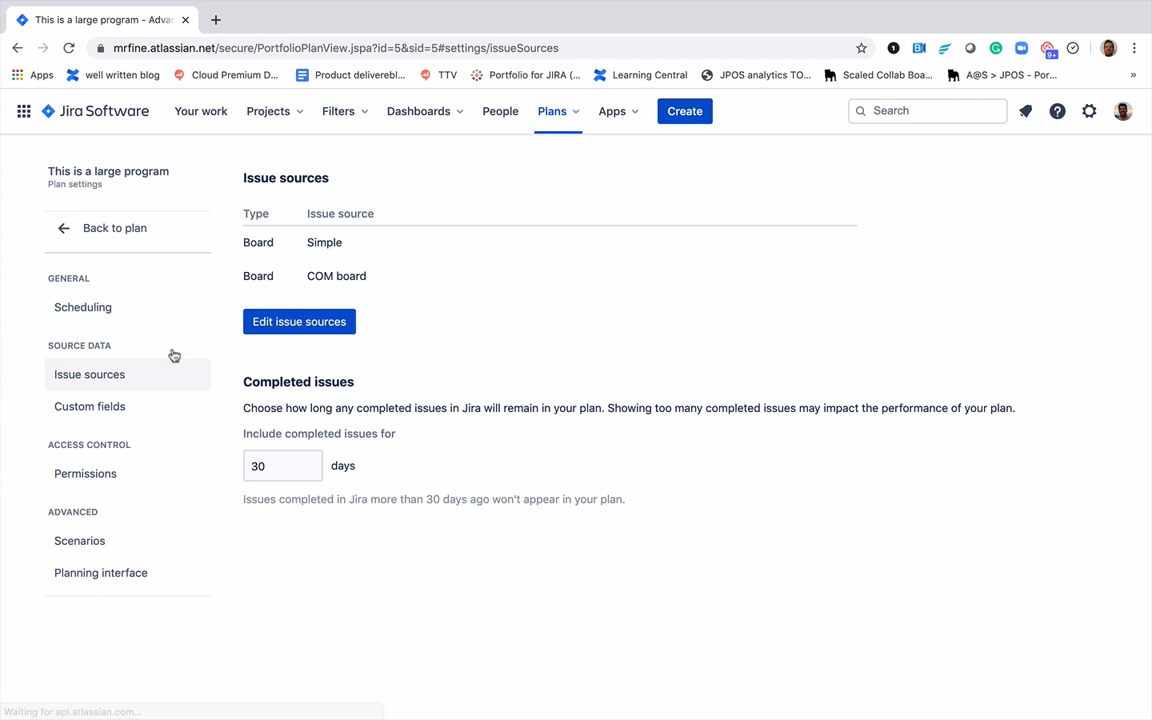 This is a large program - Adva
mrfine.atlassian.net/secure/PortfolioPlanView.jspa?id=5&sid=5#settings/issueSources
9+
Apps well written blog Cloud Premium D... Product deliverebl... TTV Portfolio for JIRA (... Learning Central JPOS analytics TO... Scaled Collab Boa... A@S > JPOS - Por... »
Jira Software Your work Projects Filters Dashboards People Plans Apps Create Search
This is a large program
Plan settings
Back to plan
GENERAL
Scheduling
SOURCE DATA
Issue sources
Custom fields
ACCESS CONTROL
Permissions
ADVANCED
Scenarios
Planning interface
Issue sources
Type Issue source
Board Simple
Board COM board
Edit issue sources
Completed issues
Choose how long any completed issues in Jira will remain in your plan. Showing too many completed issues may impact the performance of your plan.
Include completed issues for
30 days
Issues completed in Jira more than 30 days ago won't appear in your plan.
Waiting for api.atlassian.com...